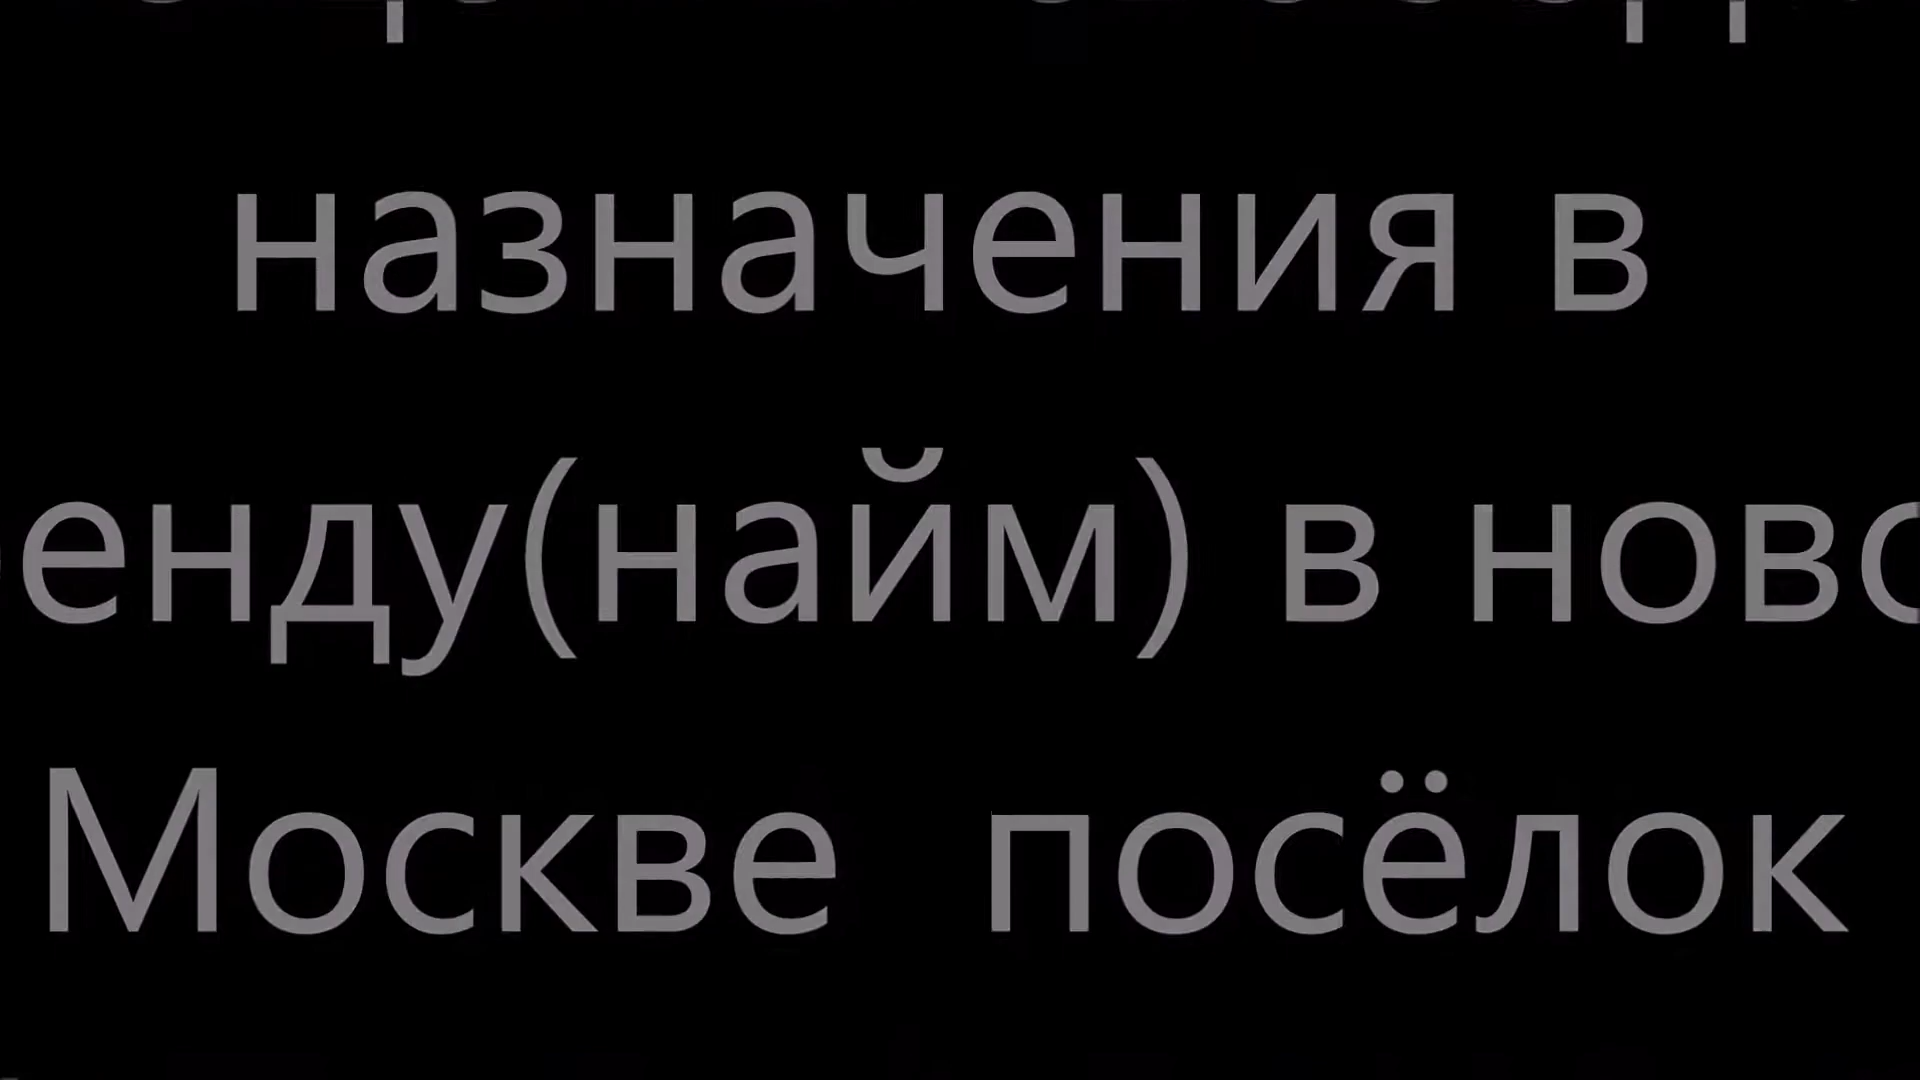 назначения в
енду(найм) в ново
Москве посёлок